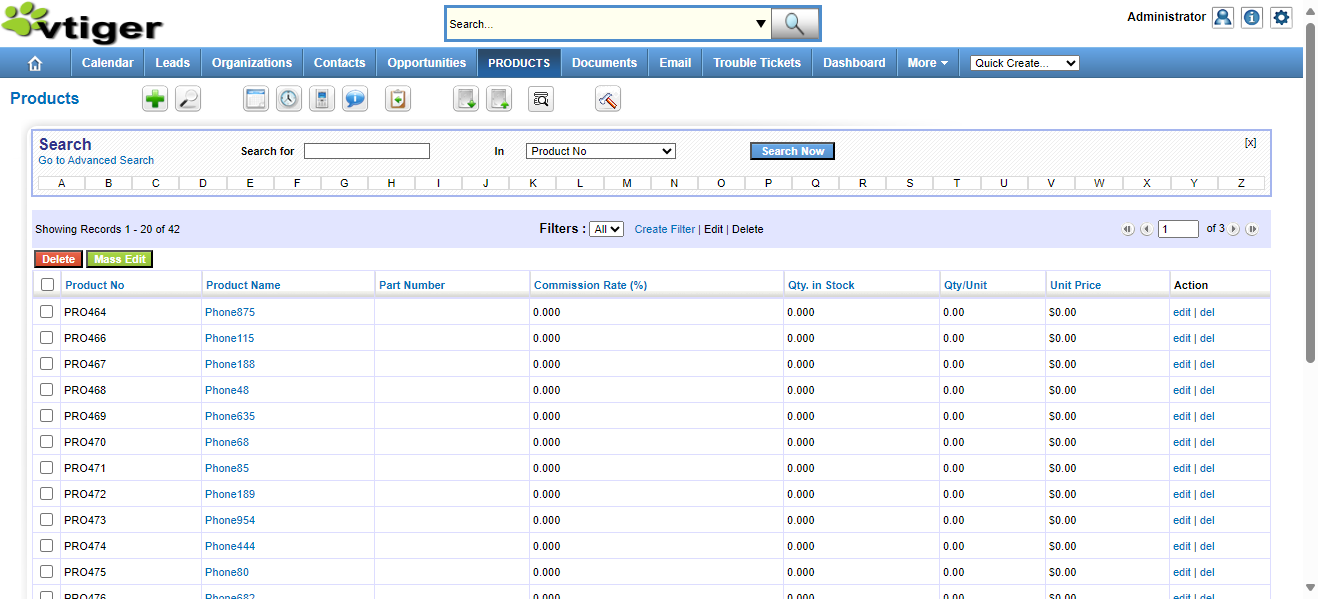 vtiger
Search...
Administrator
Calendar Leads Organizations Contacts Opportunities PRODUCTS Documents Email Trouble Tickets Dashboard More Quick Create...
Products
Search
Go to Advanced Search
Search for In Product No Search Now [X]
A B C D E F G H I J K L M N O P Q R S T U V W X Y Z
Showing Records 1 - 20 of 42 Filters : All Create Filter | Edit | Delete 1 of 3
Delete Mass Edit
Product No Product Name Part Number Commission Rate (%) Qty. in Stock Qty/Unit Unit Price Action
PRO464 Phone875 0.000 0.000 0.00 $0.00 edit | del
PRO466 Phone115 0.000 0.000 0.00 $0.00 edit | del
PRO467 Phone188 0.000 0.000 0.00 $0.00 edit | del
PRO468 Phone48 0.000 0.000 0.00 $0.00 edit | del
PRO469 Phone635 0.000 0.000 0.00 $0.00 edit | del
PRO470 Phone68 0.000 0.000 0.00 $0.00 edit | del
PRO471 Phone85 0.000 0.000 0.00 $0.00 edit | del
PRO472 Phone189 0.000 0.000 0.00 $0.00 edit | del
PRO473 Phone954 0.000 0.000 0.00 $0.00 edit | del
PRO474 Phone444 0.000 0.000 0.00 $0.00 edit | del
PRO475 Phone80 0.000 0.000 0.00 $0.00 edit | del
PRO476 Phone682 0.000 0.000 0.00 $0.00 edit | del